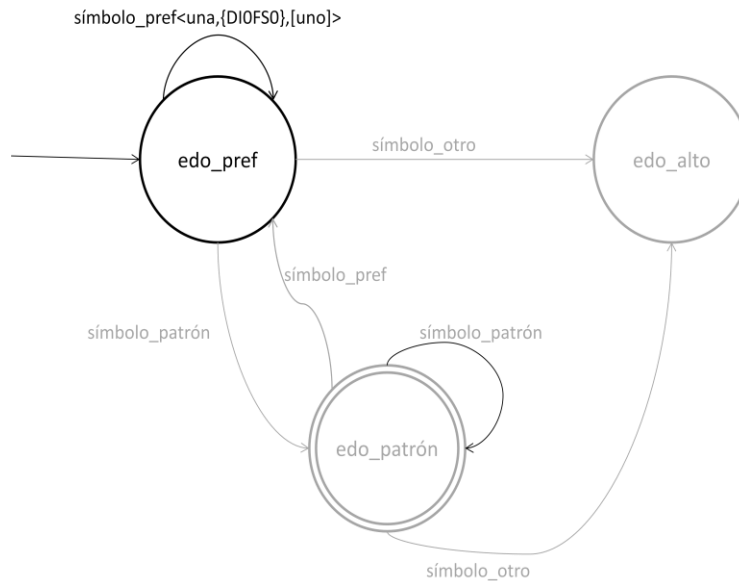 símbolo_pref<una,{DI0FS0},[uno]>
símbolo_otro
edo_pref
edo_alto
símbolo_pref
símbolo_patrón
símbolo_patrón
edo_patrón
símbolo_otro